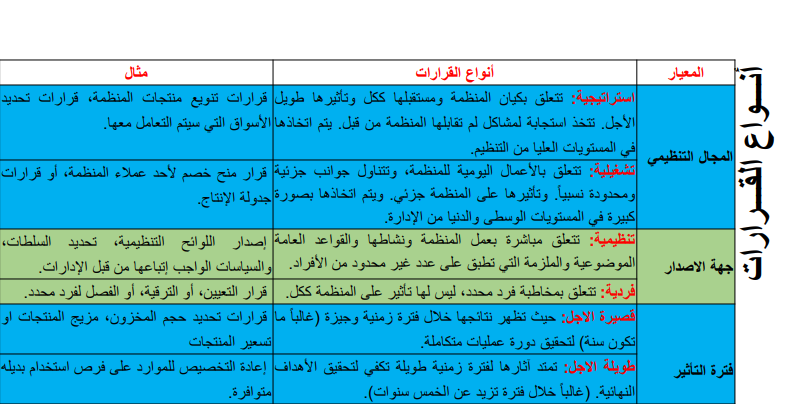 أنــواع القــرارات
المعيار	أنواع القرارات	مثال
المجال التنظيمي
استراتيجية: تتعلق بكيان المنظمة ومستقبلها ككل وتأثيرها طويل
الأجل. تتخذ استجابة لمشاكل لم تقابلها المنظمة من قبل. يتم اتخاذها
في المستويات العليا من التنظيم.
قرارات تنويع منتجات المنظمة، قرارات تحديد
الأسواق التي سيتم التعامل معها.
تشغيلية: تتعلق بالأعمال اليومية للمنظمة، وتتناول جوانب جزئية
ومحدودة نسبياً. وتأثيرها على المنظمة جزئي. ويتم اتخاذها بصورة
كبيرة في المستويات الوسطى والدنيا من الإدارة.
قرار منح خصم لأحد عملاء المنظمة، أو قرارات
جدولة الإنتاج.
جهة الاصدار
تنظيمية: تتعلق مباشرة بعمل المنظمة ونشاطها والقواعد العامة
الموضوعية والملزمة التي تطبق على عدد غير محدود من الأفراد.
إصدار اللوائح التنظيمية، تحديد السلطات،
والسياسات الواجب إتباعها من قبل الإدارات.
فردية: تتعلق بمخاطبة فرد محدد، ليس لها تأثير على المنظمة ككل.
قرار التعيين، أو الترقية، أو الفصل لفرد محدد.
فترة التأثير
قصيرة الاجل: حيث تظهر نتائجها خلال فترة زمنية وجيزة (غالباً ما
تكون سنة) لتحقيق دورة عمليات متكاملة.
قرارات تحديد حجم المخزون، مزيج المنتجات او
تسعير المنتجات
طويلة الاجل: تمتد آثارها لفترة زمنية طويلة تكفي لتحقيق الأهداف
النهائية. (غالباً خلال فترة تزيد عن الخمس سنوات).
إعادة التخصيص للموارد على فرص استخدام بديله
متوافرة.